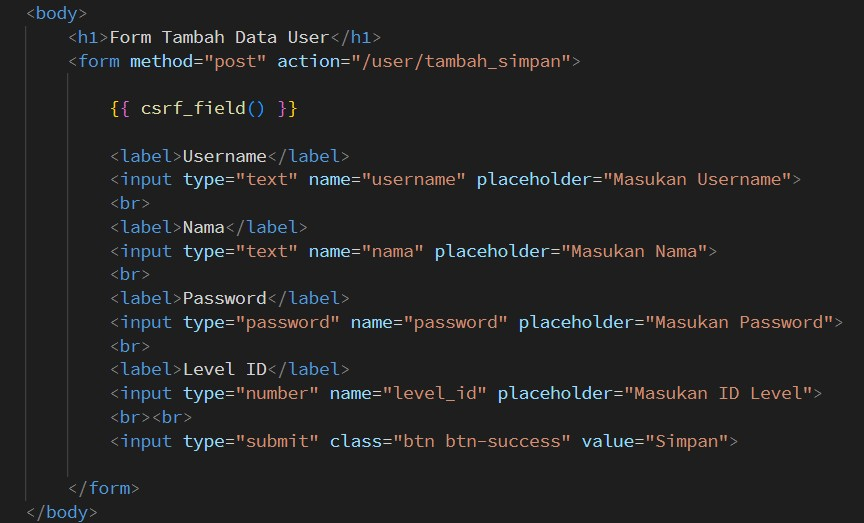 <body>
<h1>Form Tambah Data User</h1>
<form method="post" action="/user/tambah_simpan">
{{ csrf_field() }}
<label>Username</label>
<input type="text" name="username" placeholder="Masukan Username">
<br>
<label>Nama</label>
<input type="text" name="nama" placeholder="Masukan Nama">
<br>
<label>Password</label>
<input type="password" name="password" placeholder="Masukan Password">
<br>
<label>Level ID</label>
<input type="number" name="level_id" placeholder="Masukan ID Level">
<br><br>
<input type="submit" class="btn btn-success" value="Simpan">
</form>
</body>